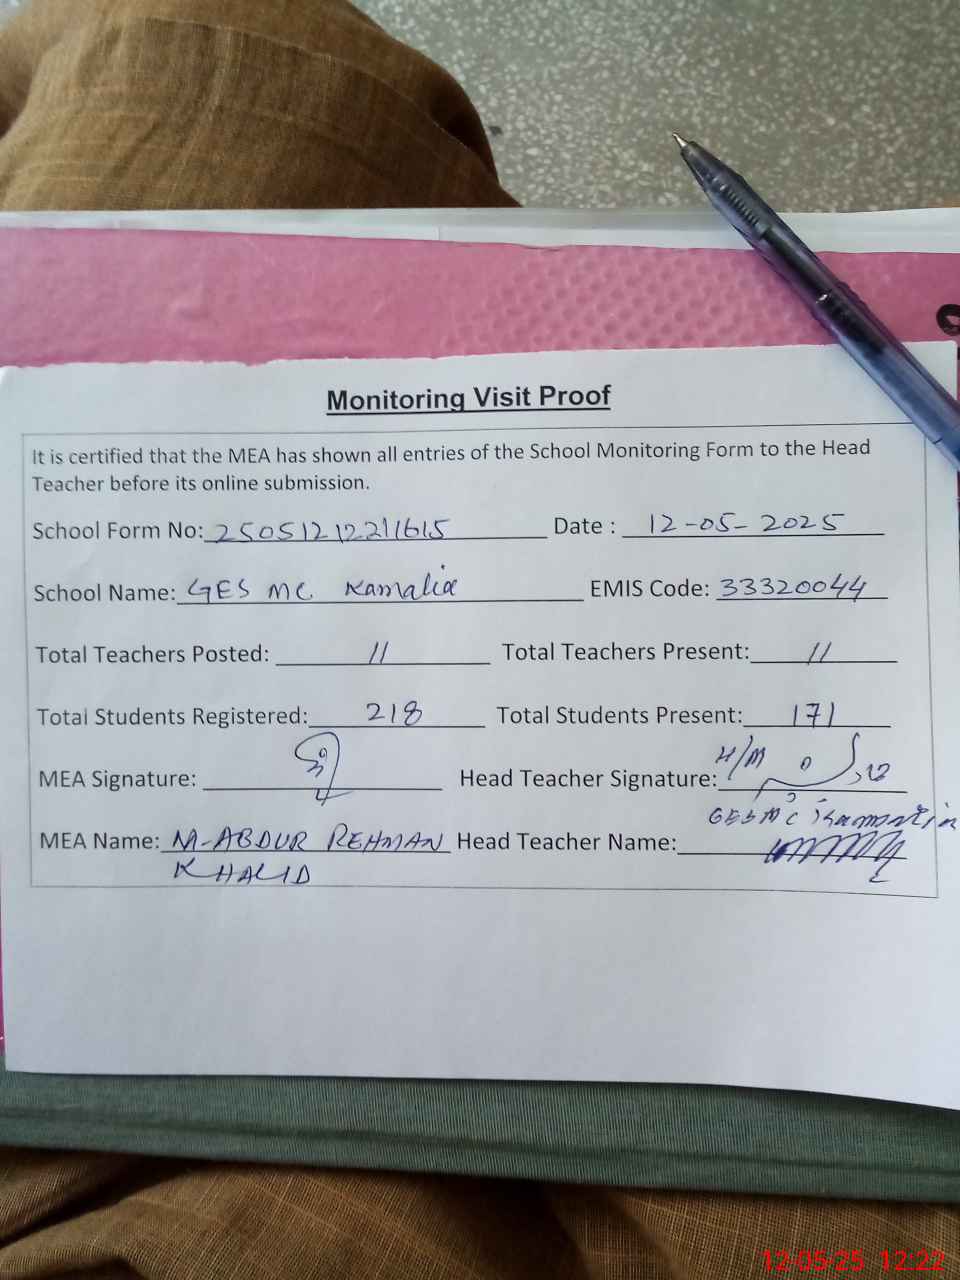 Monitoring Visit Proof
It is certified that the MEA has shown all entries of the School Monitoring Form to the Head
Teacher before its online submission.
School Form No: 25051212211615 Date : 12-05-2025
School Name: GES MC Kamalia EMIS Code: 33320044
Total Teachers Posted: 11 Total Teachers Present: 11
Total Students Registered: 218 Total Students Present: 171
MEA Signature: Head Teacher Signature: H/M
GES MC
MEA Name: M-ABDUR REHMAN Head Teacher Name:
KHALID
12-05-25 12:22